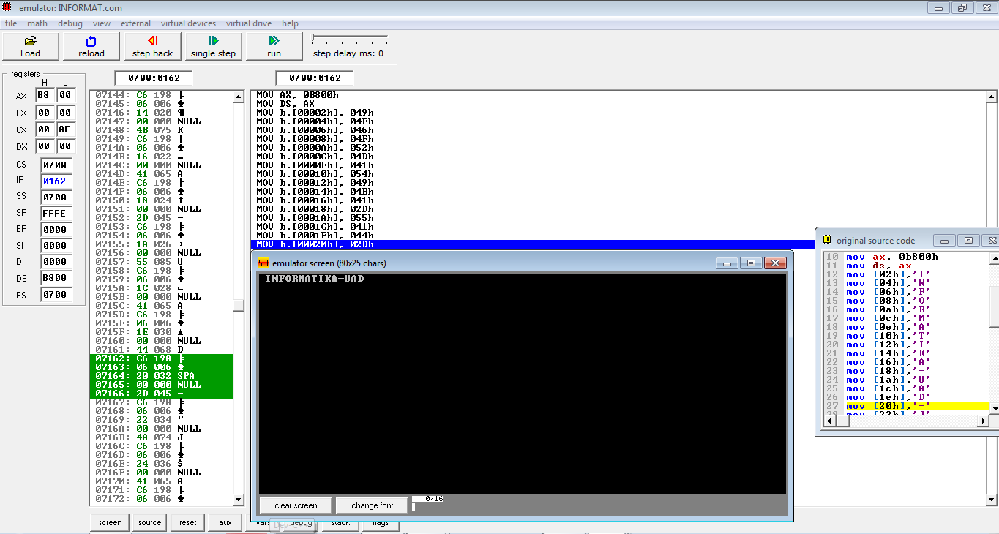 emulator: INFORMAT.com_
file math debug view external virtual devices virtual drive help
Load reload step back single step run step delay ms: 0
registers
H L
AX B8 00
BX 00 00
CX 00 8E
DX 00 00
CS 0700
IP 0162
SS 0700
SP FFFE
BP 0000
SI 0000
DI 0000
DS B800
ES 0700
0700:0162
07144: C6 198 ╞
07145: 06 006 ♠
07146: 14 020 ¶
07147: 00 000 NULL
07148: 4B 075 K
07149: C6 198 ╞
0714A: 06 006 ♠
0714B: 16 022 ▬
0714C: 00 000 NULL
0714D: 41 065 A
0714E: C6 198 ╞
0714F: 06 006 ♠
07150: 18 024 ↑
07151: 00 000 NULL
07152: 2D 045 -
07153: C6 198 ╞
07154: 06 006 ♠
07155: 1A 026 →
07156: 00 000 NULL
07157: 55 085 U
07158: C6 198 ╞
07159: 06 006 ♠
0715A: 1C 028 ∟
0715B: 00 000 NULL
0715C: 41 065 A
0715D: C6 198 ╞
0715E: 06 006 ♠
0715F: 1E 030 ▲
07160: 00 000 NULL
07161: 44 068 D
07162: C6 198 ╞
07163: 06 006 ♠
07164: 20 032 SPA
07165: 00 000 NULL
07166: 2D 045 -
07167: C6 198 ╞
07168: 06 006 ♠
07169: 22 034 "
0716A: 00 000 NULL
0716B: 4A 074 J
0716C: C6 198 ╞
0716D: 06 006 ♠
0716E: 24 036 $
0716F: 00 000 NULL
07170: 41 065 A
07171: C6 198 ╞
07172: 06 006 ♠
0700:0162
MOV AX, 0B800h
MOV DS, AX
MOV b.[00002h], 049h
MOV b.[00004h], 04Eh
MOV b.[00006h], 046h
MOV b.[00008h], 04Fh
MOV b.[0000Ah], 052h
MOV b.[0000Ch], 04Dh
MOV b.[0000Eh], 041h
MOV b.[00010h], 054h
MOV b.[00012h], 049h
MOV b.[00014h], 04Bh
MOV b.[00016h], 041h
MOV b.[00018h], 02Dh
MOV b.[0001Ah], 055h
MOV b.[0001Ch], 041h
MOV b.[0001Eh], 044h
MOV b.[00020h], 02Dh
SCR emulator screen (80x25 chars)
INFORMATIKA-UAD
clear screen change font 0/16
original source code
10 mov ax, 0b800h
11 mov ds, ax
12 mov [02h],'I'
13 mov [04h],'N'
14 mov [06h],'F'
15 mov [08h],'O'
16 mov [0ah],'R'
17 mov [0ch],'M'
18 mov [0eh],'A'
19 mov [10h],'T'
20 mov [12h],'I'
21 mov [14h],'K'
22 mov [16h],'A'
23 mov [18h],'-'
24 mov [1ah],'U'
25 mov [1ch],'A'
26 mov [1eh],'D'
27 mov [20h],'-'
screen source reset aux vars debug stack flags